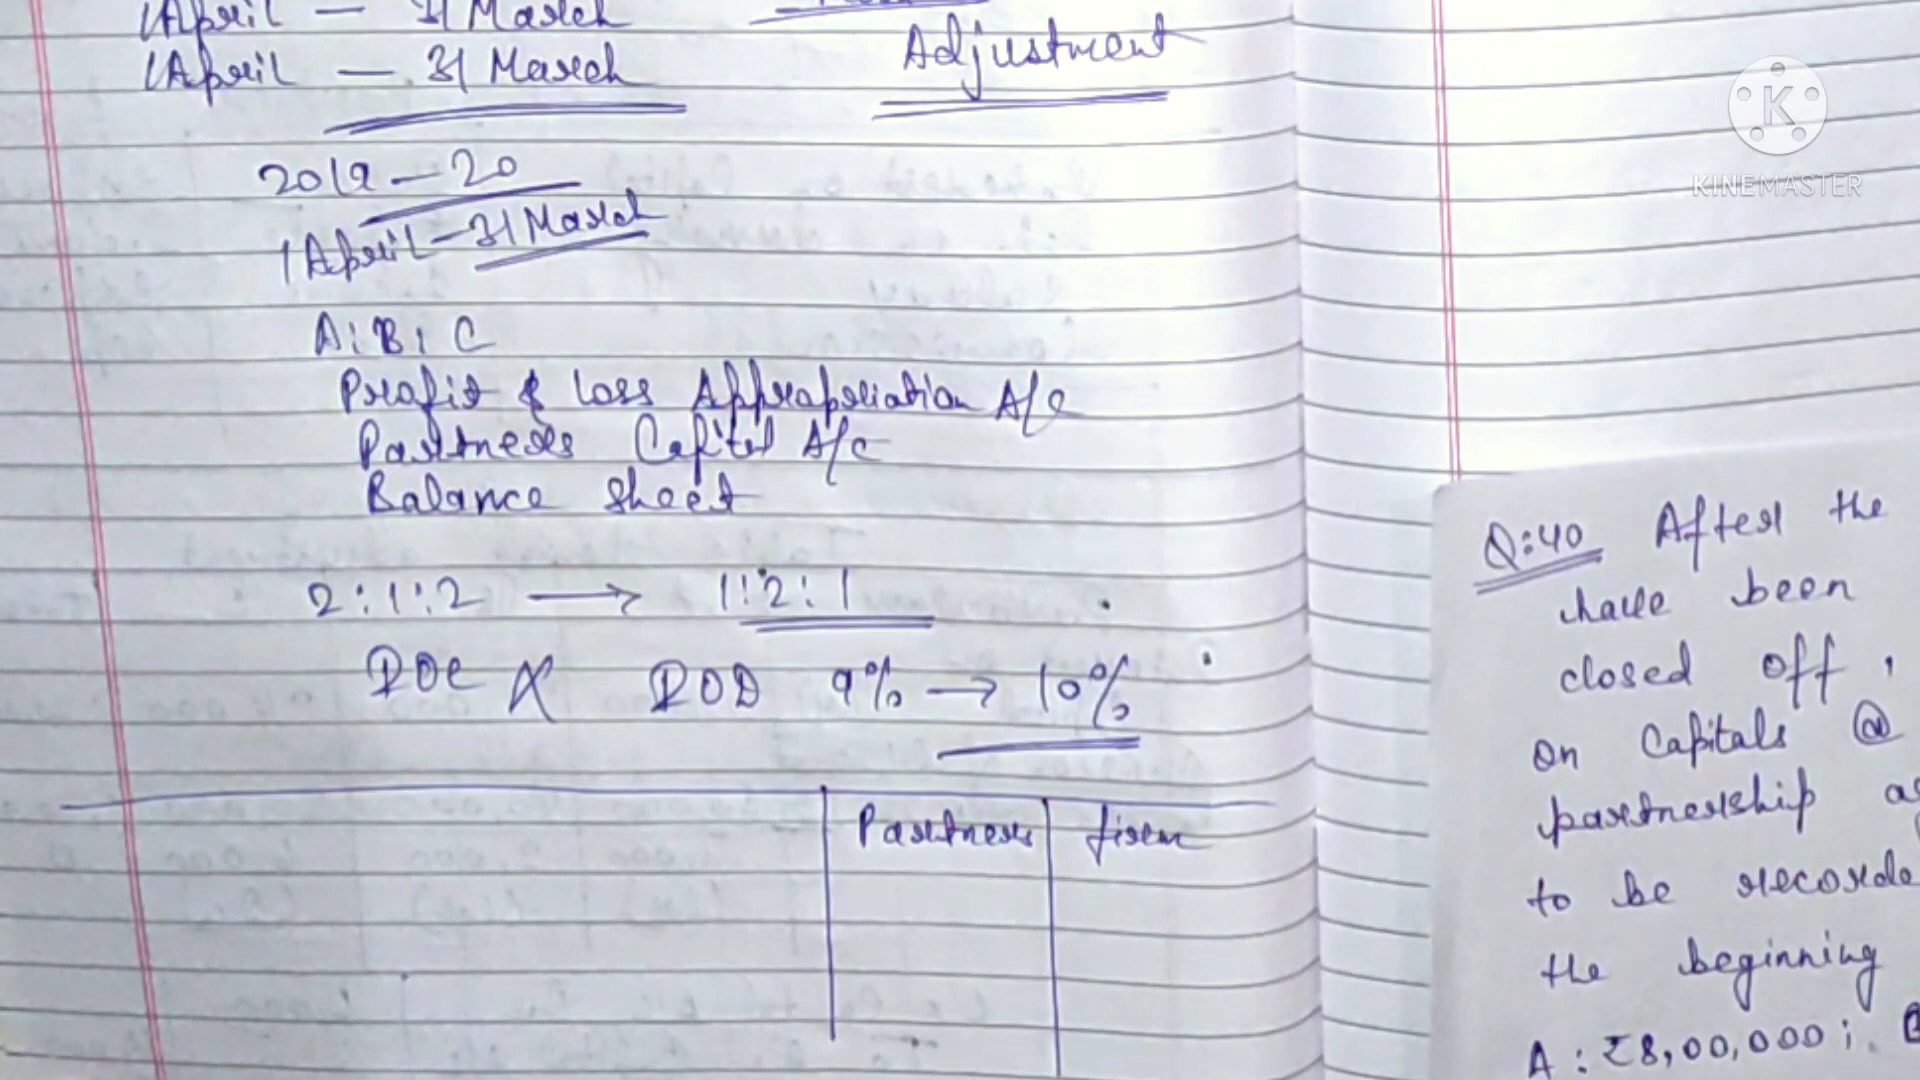 1 April — 31 March
1 April — 31 March
Adjustment
2019 – 20
1 April – 31 March
A : B : C
Profit & Loss Appropriation A/c
Partners Capital A/c
Balance Sheet
2 : 1 : 2 → 1 : 2 : 1
IOC X IOD 9% → 10%
Partners firm
KINEMASTER
Q:40 After the
have been
closed off,
on Capitals @
partnership
to be
the beginning
A : ₹8,00,000 ;